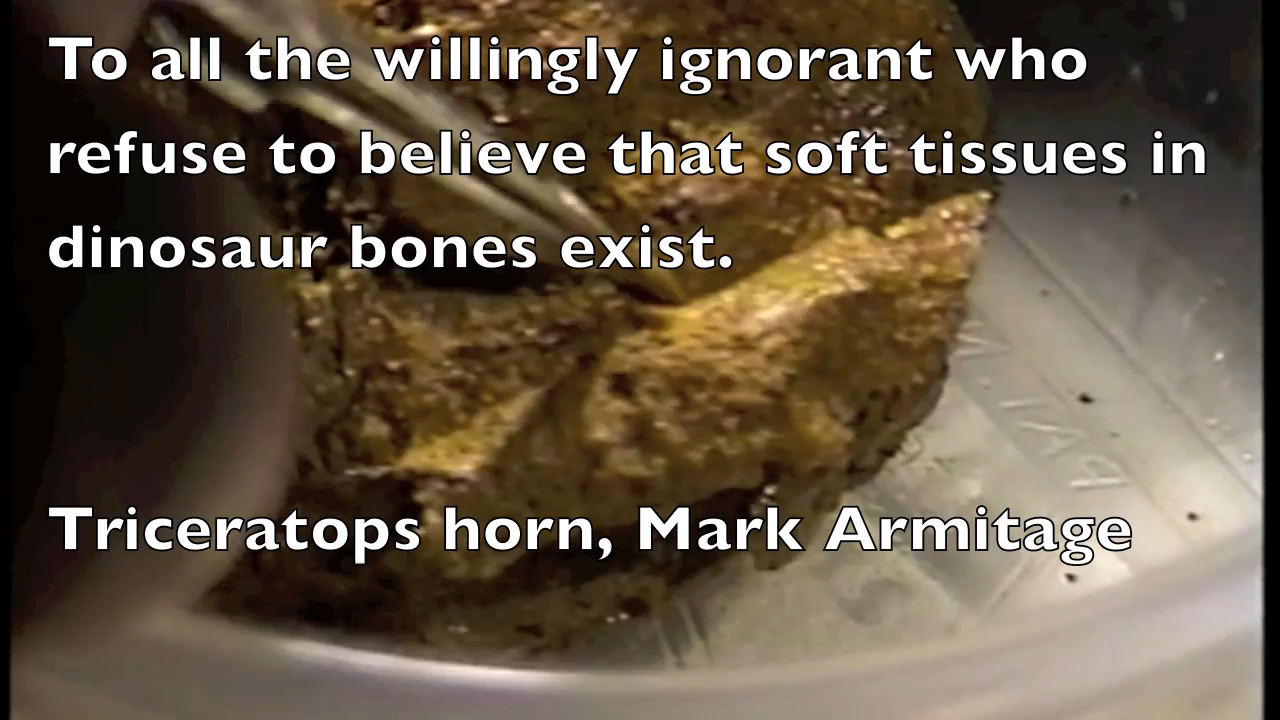 To all the willingly ignorant who
refuse to believe that soft tissues in
dinosaur bones exist.
Triceratops horn, Mark Armitage